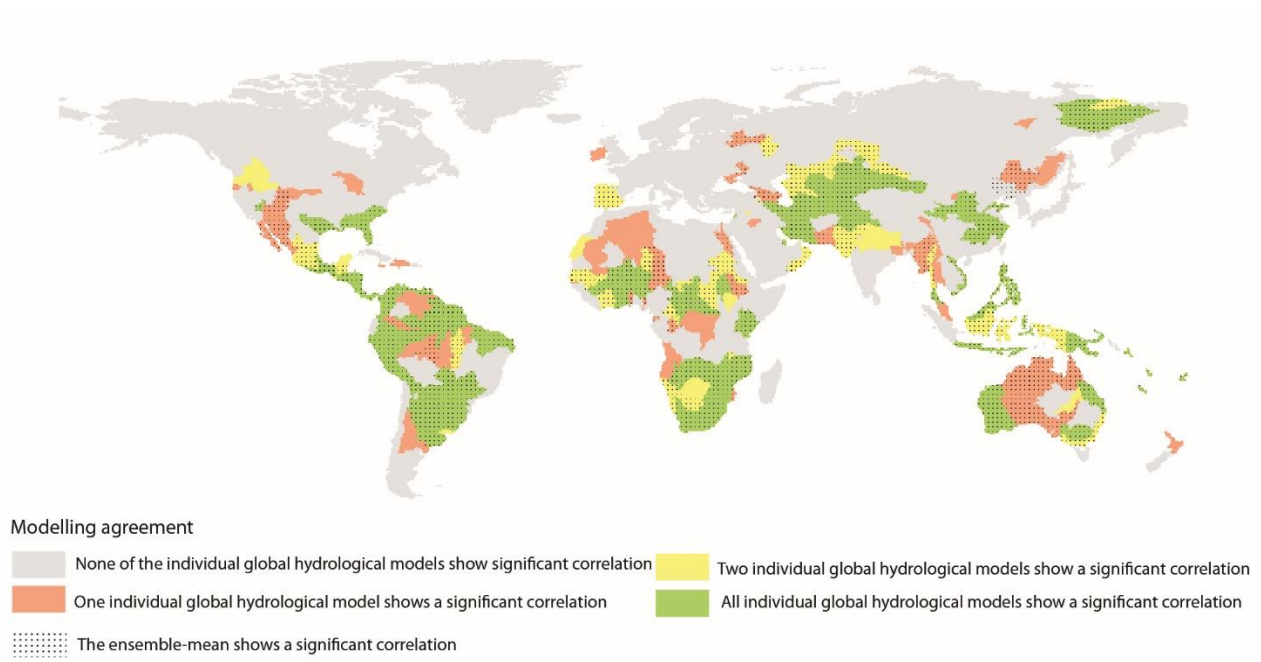 Modelling agreement
None of the individual global hydrological models show significant correlation
Two individual global hydrological models show a significant correlation
One individual global hydrological model shows a significant correlation
All individual global hydrological models show a significant correlation
The ensemble-mean shows a significant correlation